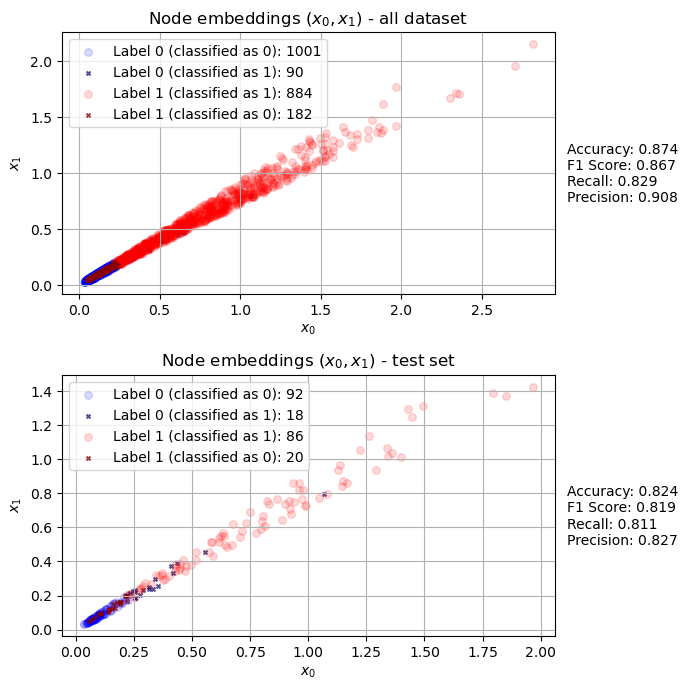 Node embeddings (x₀, x₁) - all dataset
Label 0 (classified as 0): 1001
Label 0 (classified as 1): 90
Label 1 (classified as 1): 884
Label 1 (classified as 0): 182
2.0
1.5
1.0
0.5
0.0
x₁
0.0 0.5 1.0 1.5 2.0 2.5
x₀
Accuracy: 0.874
F1 Score: 0.867
Recall: 0.829
Precision: 0.908
Node embeddings (x₀, x₁) - test set
Label 0 (classified as 0): 92
Label 0 (classified as 1): 18
Label 1 (classified as 1): 86
Label 1 (classified as 0): 20
1.4
1.2
1.0
0.8
0.6
0.4
0.2
0.0
x₁
0.00 0.25 0.50 0.75 1.00 1.25 1.50 1.75 2.00
x₀
Accuracy: 0.824
F1 Score: 0.819
Recall: 0.811
Precision: 0.827